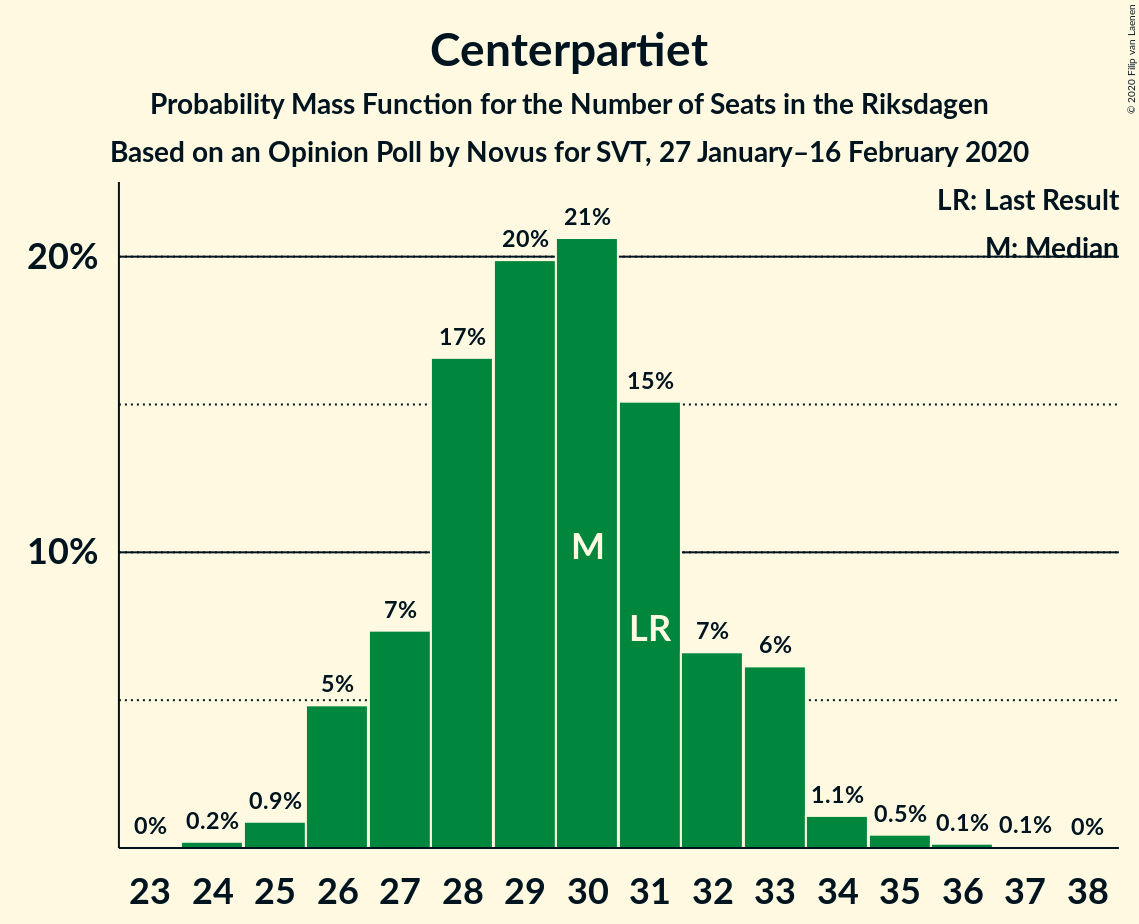 Centerpartiet
Probability Mass Function for the Number of Seats in the Riksdagen
Based on an Opinion Poll by Novus for SVT, 27 January–16 February 2020
© 2020 Filip van Laenen
LR: Last Result
M: Median
20%
10%
0%
0.2%
0.9%
5%
7%
17%
20%
21%
15%
7%
6%
1.1%
0.5%
0.1%
0.1%
0%
M
LR
23 24 25 26 27 28 29 30 31 32 33 34 35 36 37 38